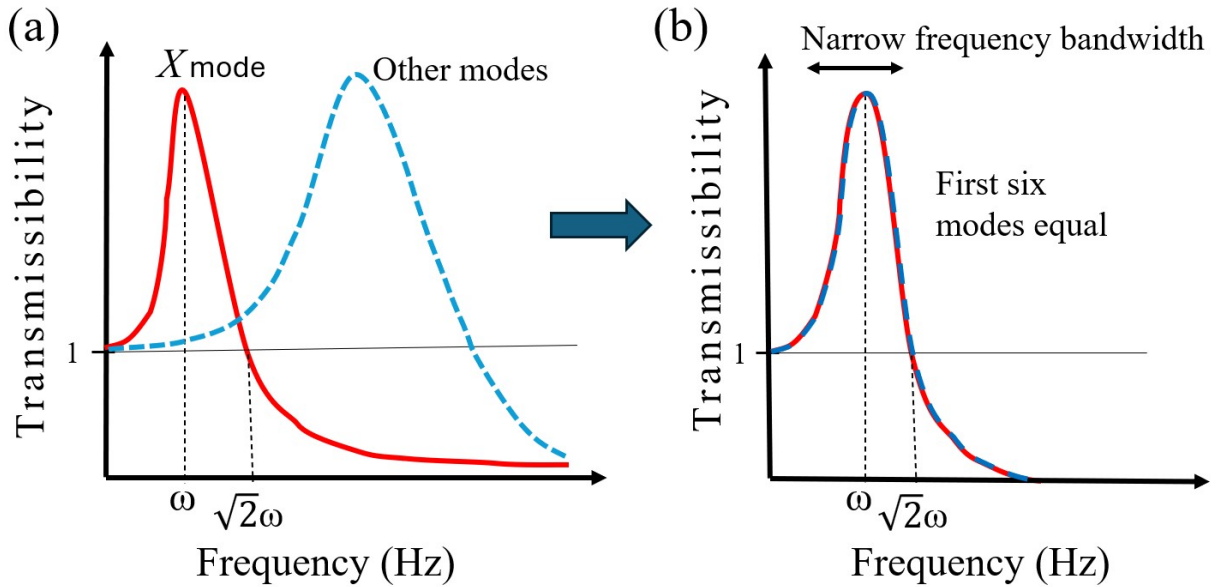 (a)
X mode
Other modes
Transmissibility
1
ω
√2ω
Frequency (Hz)
(b)
Narrow frequency bandwidth
First six
modes equal
Transmissibility
1
ω
√2ω
Frequency (Hz)